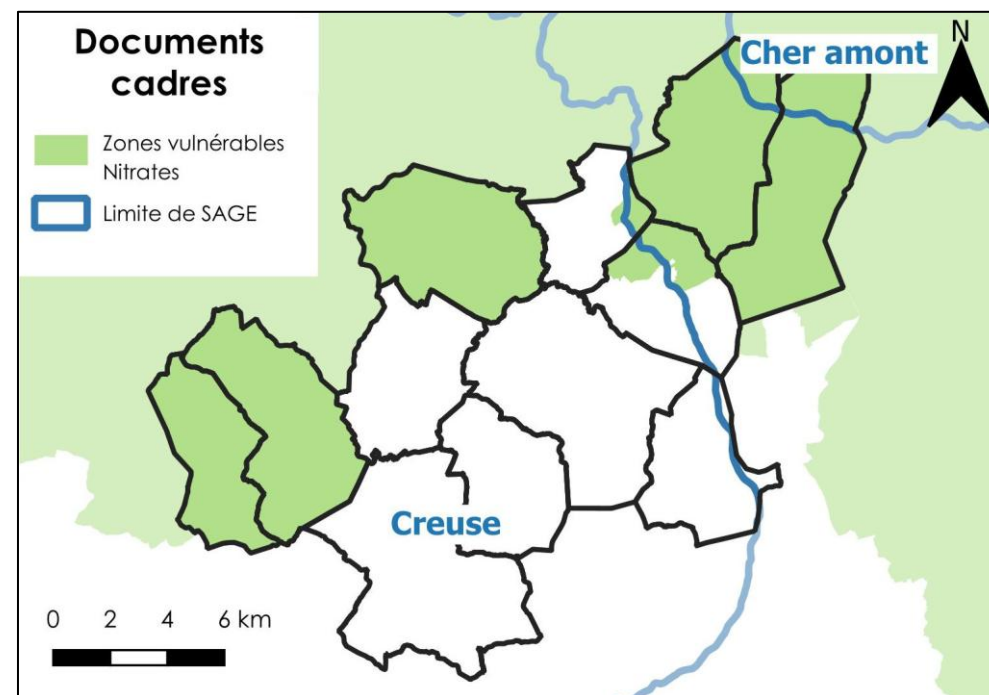 Documents
cadres
Zones vulnérables
Nitrates
Limite de SAGE
Cher amont
N
Creuse
0 2 4 6 km